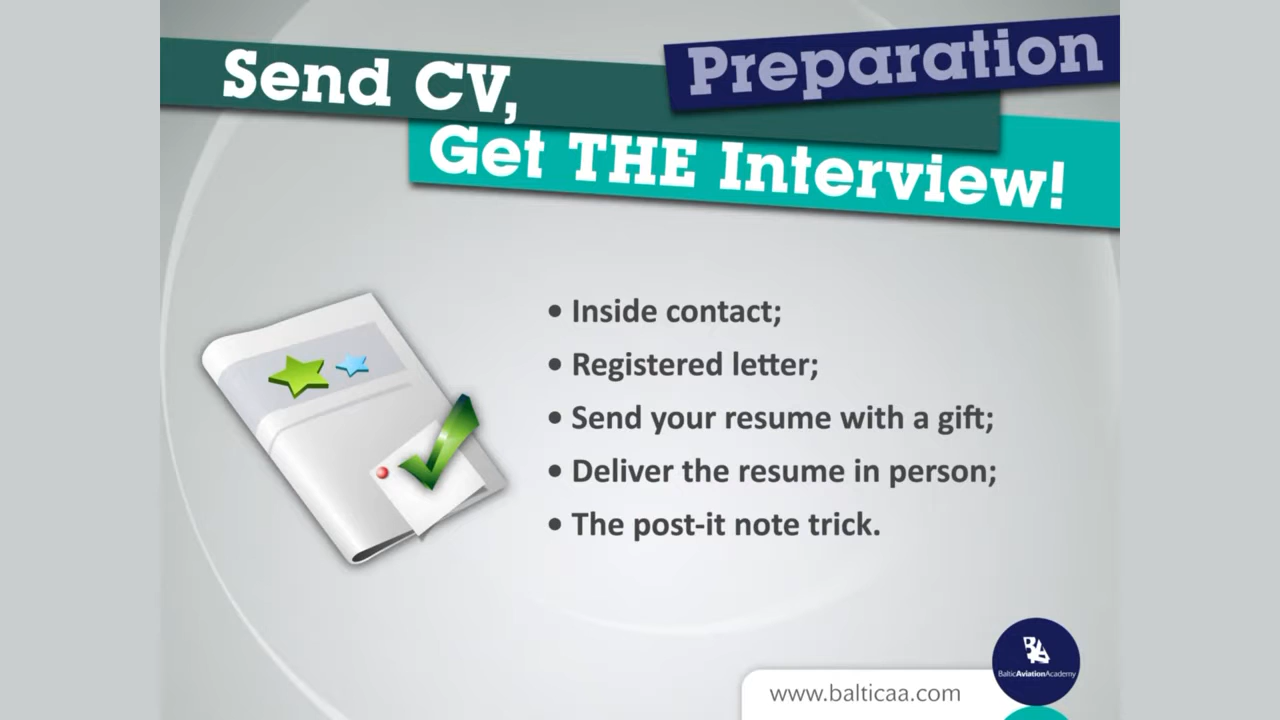 Preparation
Send CV,
Get THE Interview!
• Inside contact;
• Registered letter;
• Send your resume with a gift;
• Deliver the resume in person;
• The post-it note trick.
www.balticaa.com
BAA
BalticAviationAcademy